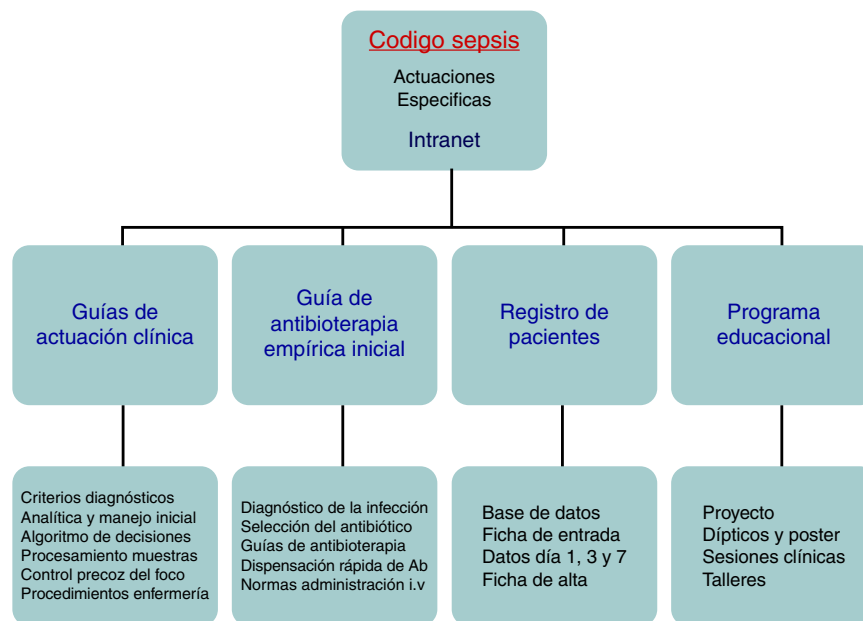 Codigo sepsis
Actuaciones
Especificas
Intranet
Guías de
actuación clínica
Guía de
antibioterapia
empírica inicial
Registro de
pacientes
Programa
educacional
Criterios diagnósticos
Analítica y manejo inicial
Algoritmo de decisiones
Procesamiento muestras
Control precoz del foco
Procedimientos enfermería
Diagnóstico de la infección
Selección del antibiótico
Guías de antibioterapia
Dispensación rápida de Ab
Normas administración i.v
Base de datos
Ficha de entrada
Datos día 1, 3 y 7
Ficha de alta
Proyecto
Dípticos y poster
Sesiones clínicas
Talleres